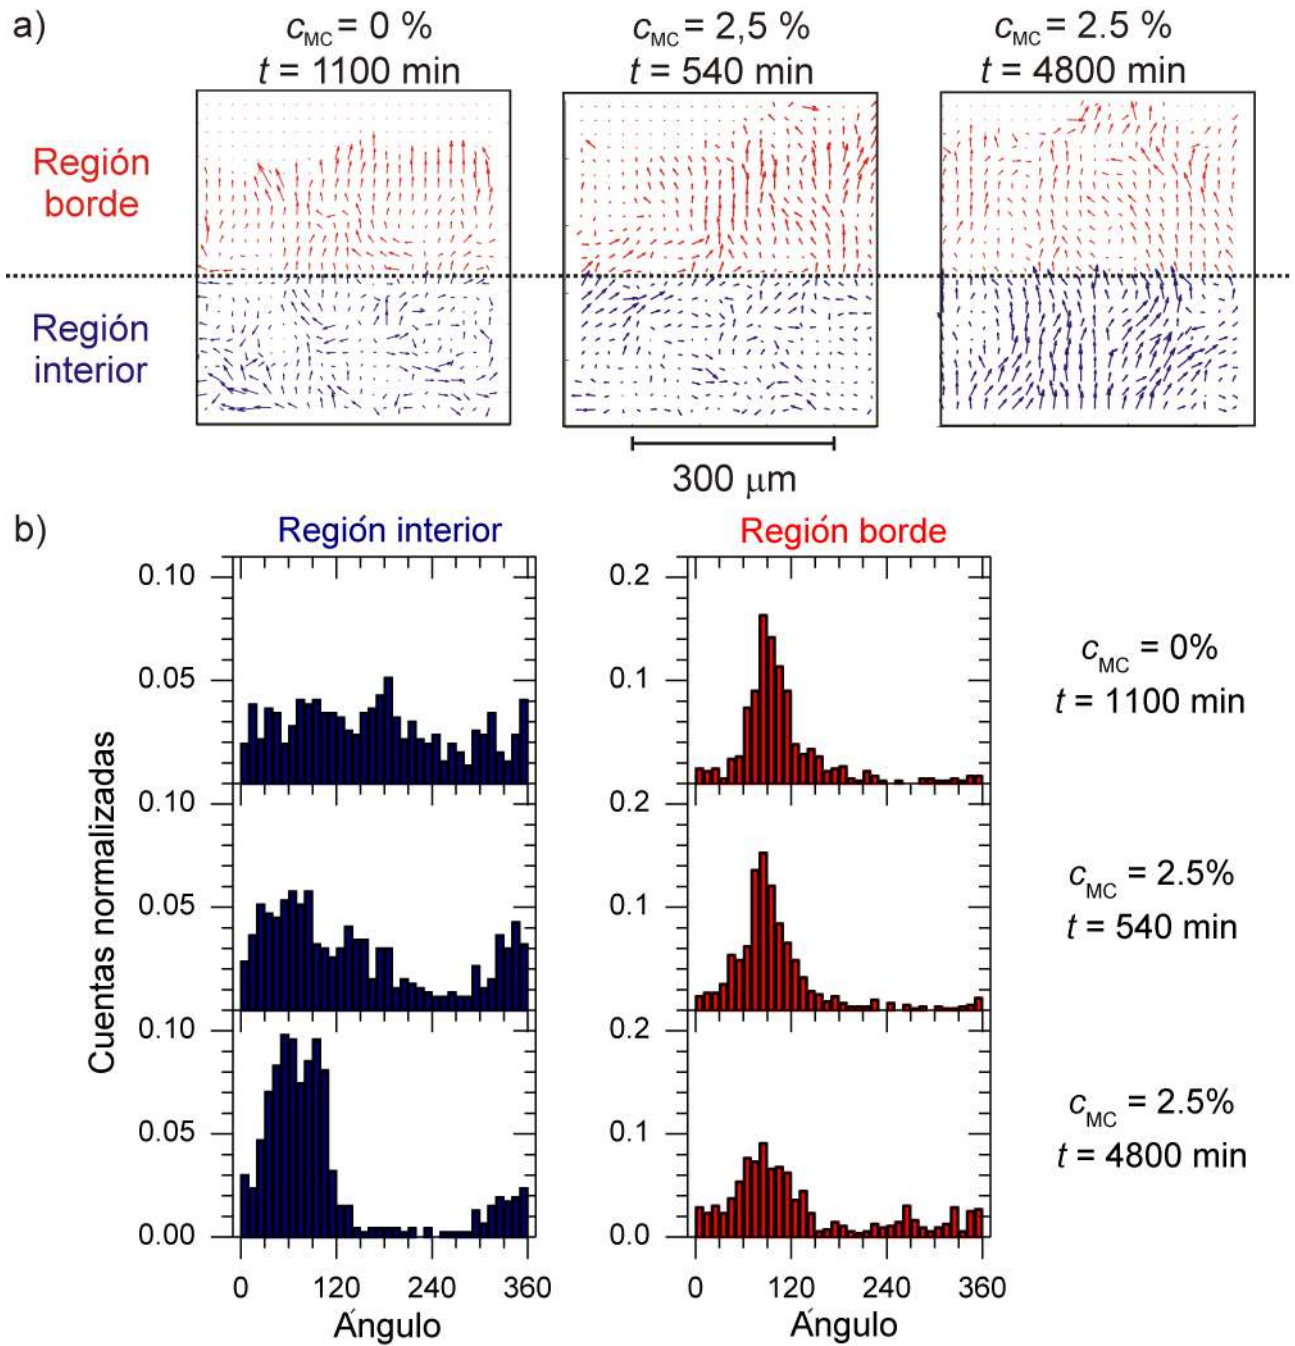 a)
c_MC = 0 %
t = 1100 min
c_MC = 2,5 %
t = 540 min
c_MC = 2.5 %
t = 4800 min
Región
borde
Región
interior
300 μm
b)
Región interior
Región borde
Cuentas normalizadas
0.10
0.05
0.10
0.05
0.10
0.05
0.00
0 120 240 360
Ángulo
0.2
0.1
0.2
0.1
0.2
0.1
0.0
0 120 240 360
Ángulo
c_MC = 0%
t = 1100 min
c_MC = 2.5%
t = 540 min
c_MC = 2.5%
t = 4800 min